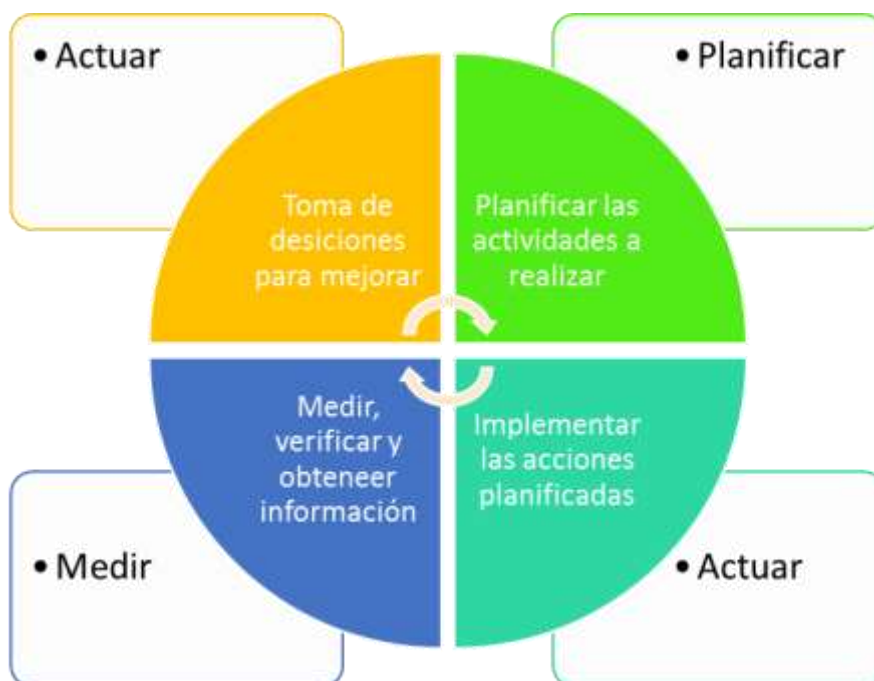 • Actuar
• Planificar
Toma de
desiciones
para mejorar
Planificar las
actividades a
realizar
Medir,
verificar y
obteneer
información
Implementar
las acciones
planificadas
• Medir
• Actuar